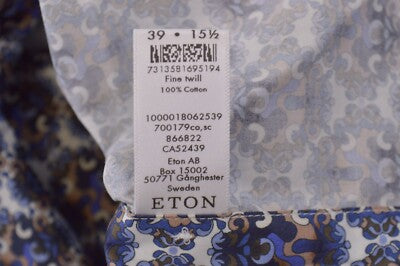 39 • 15½
7313581695194
Fine twill
100% Cotton
1000018062539
700179co,sc
866822
CA52439
Eton AB
Box 15002
50771 Gånghester
Sweden
ETON